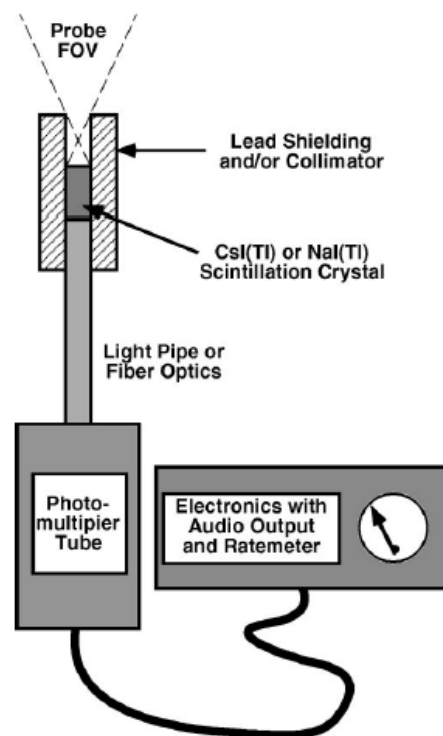 Probe
FOV
Lead Shielding
and/or Collimator
CsI(Tl) or NaI(Tl)
Scintillation Crystal
Light Pipe or
Fiber Optics
Photo-
multipier
Tube
Electronics with
Audio Output
and Ratemeter